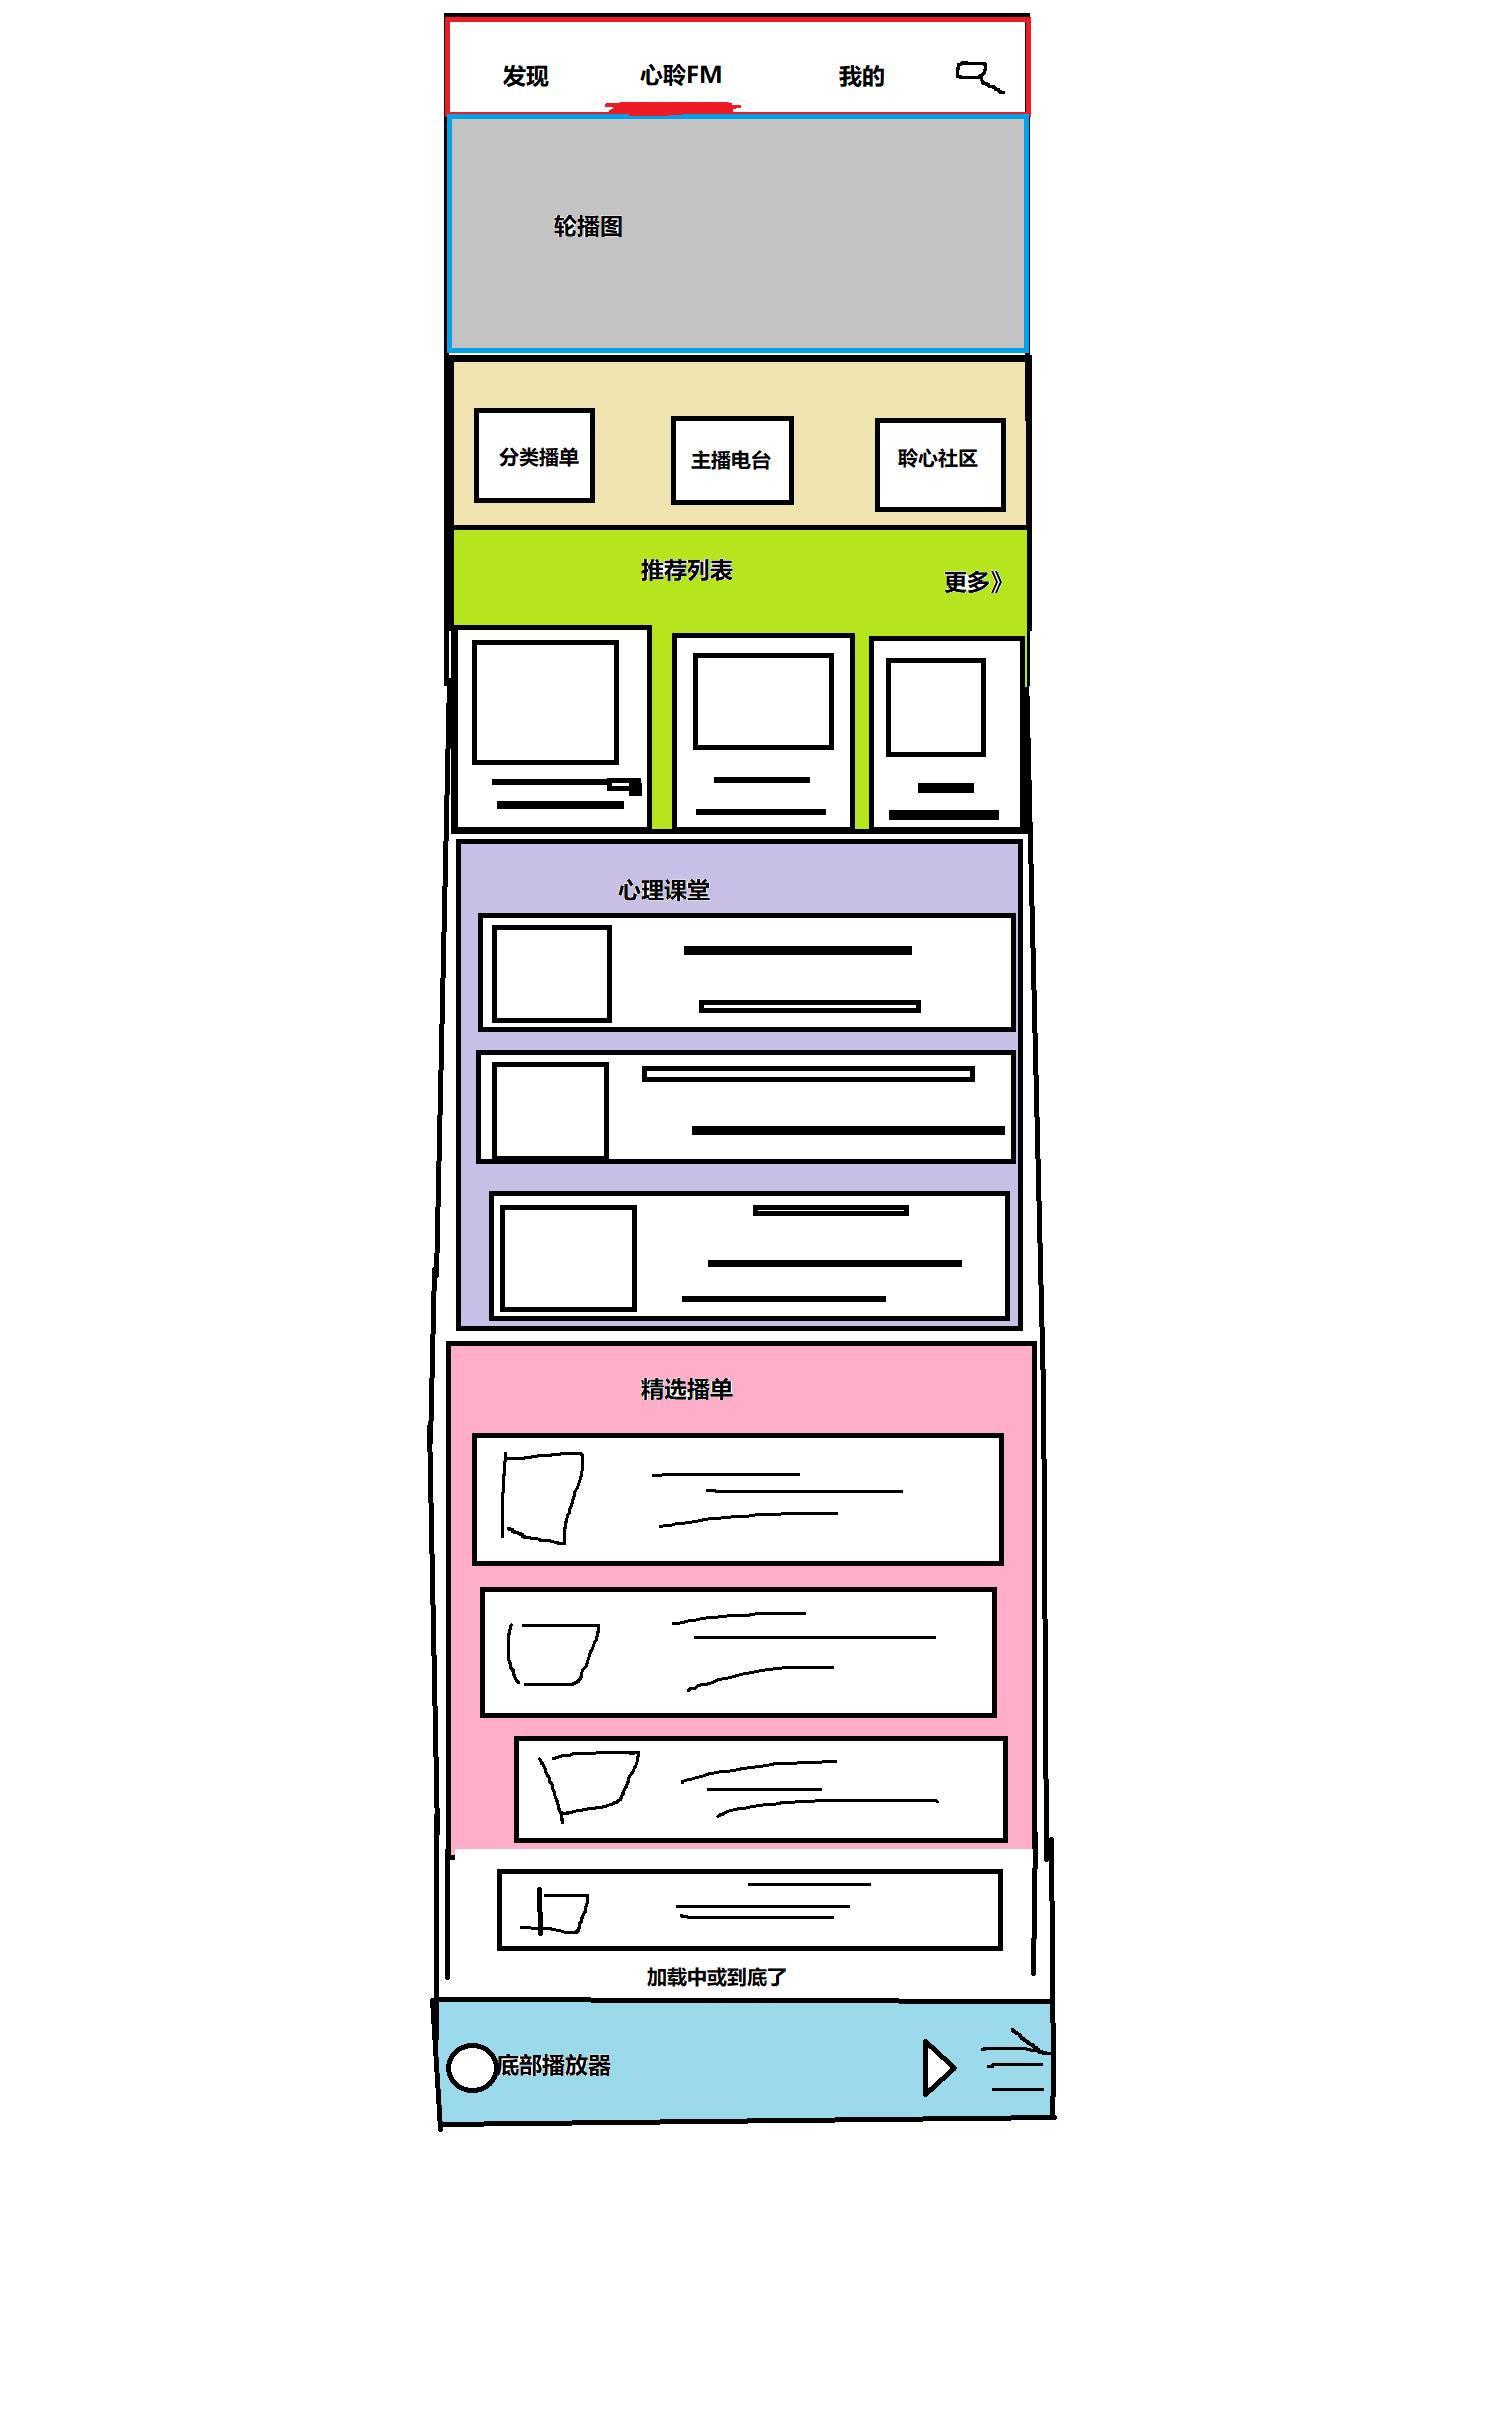 发现 心聆FM 我的
轮播图
分类播单 主播电台 聆心社区
推荐列表 更多》
心理课堂
精选播单
加载中或到底了
底部播放器